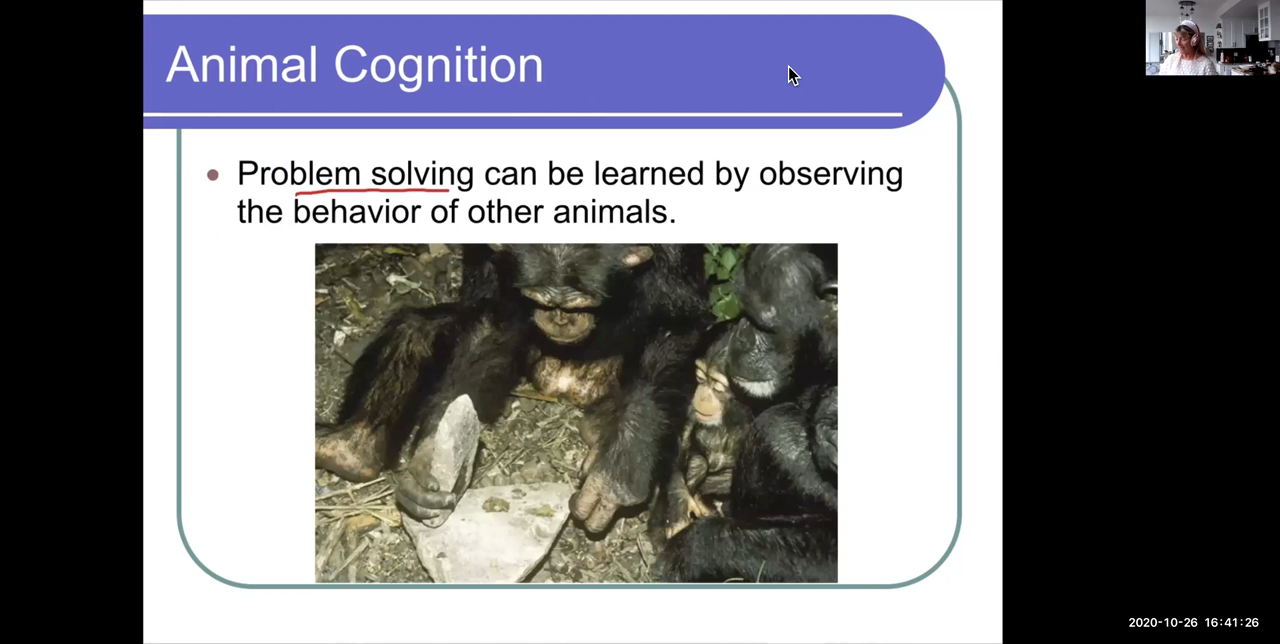 Animal Cognition
Problem solving can be learned by observing
the behavior of other animals.
2020-10-26 16:41:26